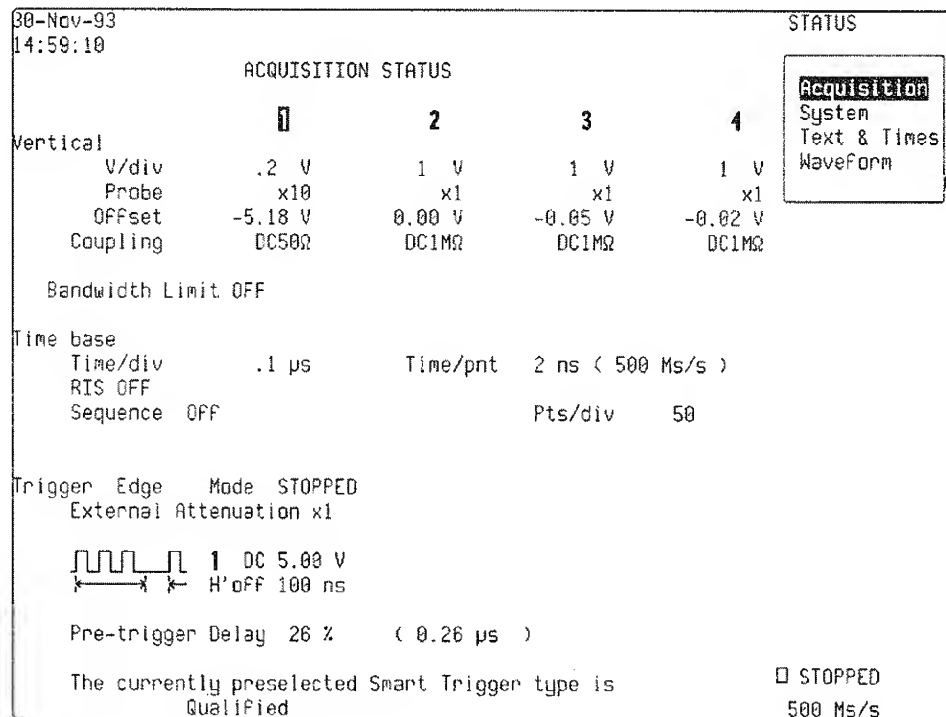 30-Nov-93
14:59:10
STATUS
ACQUISITION STATUS
Acquisition
System
Text & Times
Waveform
1 2 3 4
Vertical
V/div .2 V 1 V 1 V 1 V
Probe x10 x1 x1 x1
Offset -5.18 V 0.00 V -0.05 V -0.02 V
Coupling DC50Ω DC1MΩ DC1MΩ DC1MΩ
Bandwidth Limit OFF
Time base
Time/div .1 µs Time/pnt 2 ns ( 500 Ms/s )
RIS OFF
Sequence OFF Pts/div 50
Trigger Edge Mode STOPPED
External Attenuation x1
1 DC 5.00 V
H'off 100 ns
Pre-trigger Delay 26 % ( 0.26 µs )
The currently preselected Smart Trigger type is
Qualified
STOPPED
500 Ms/s